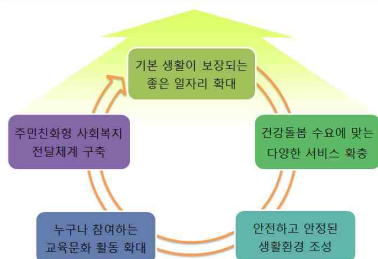 기본 생활이 보장되는
좋은 일자리 확대
주민친화형 사회복지
전달체계 구축
건강돌봄 수요에 맞는
다양한 서비스 확충
누구나 참여하는
교육문화 활동 확대
안전하고 안정된
생활환경 조성